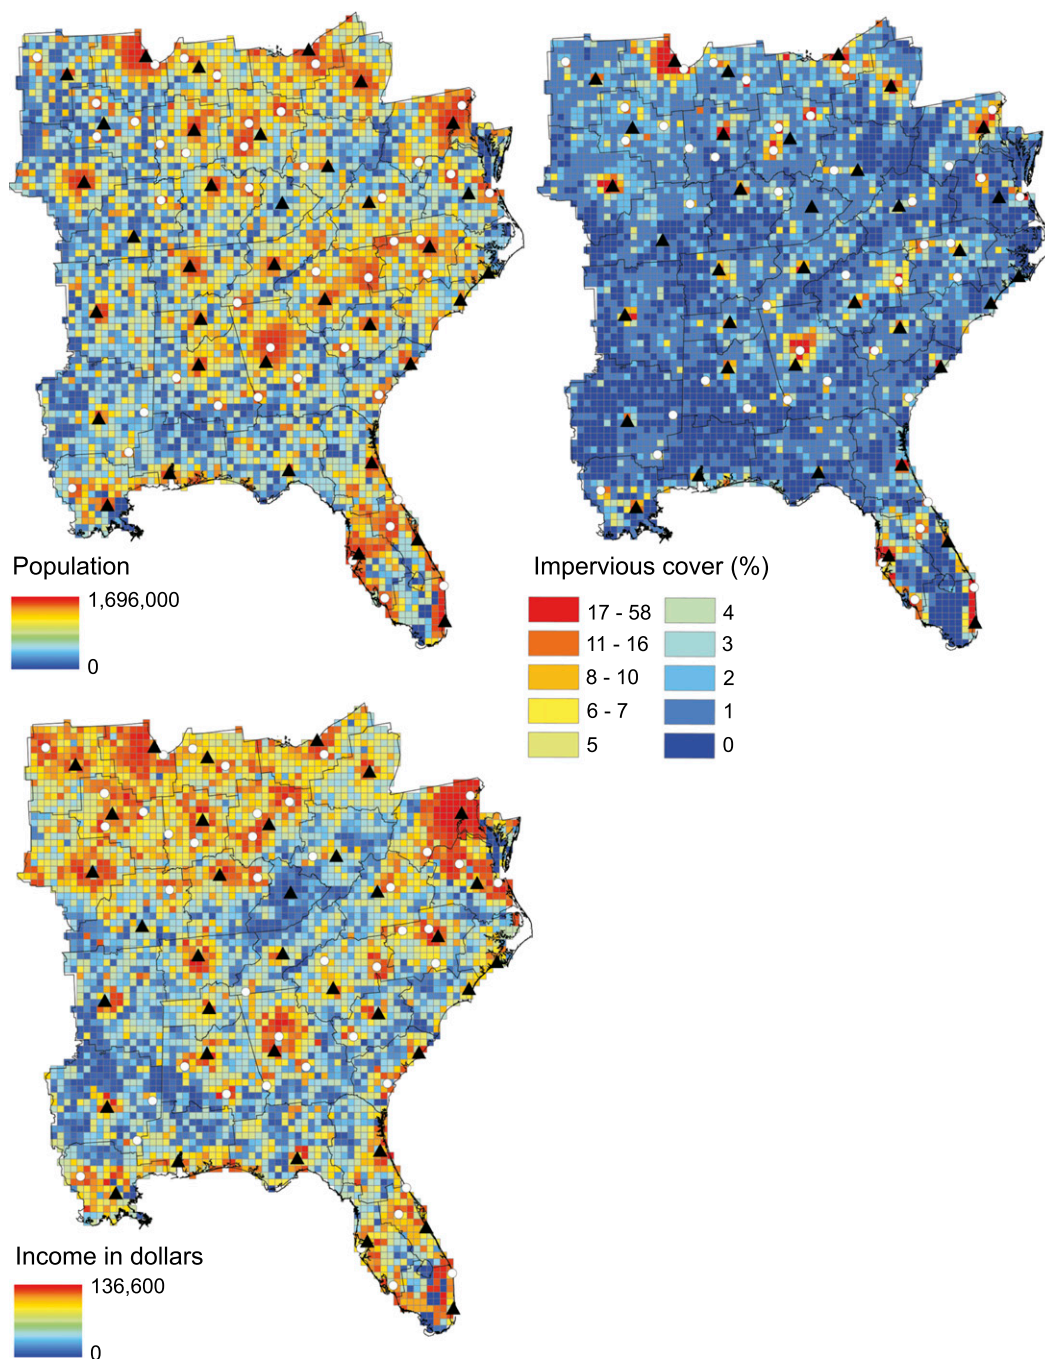 Population
1,696,000
0
Impervious cover (%)
17 - 58
11 - 16
8 - 10
6 - 7
5
4
3
2
1
0
Income in dollars
136,600
0